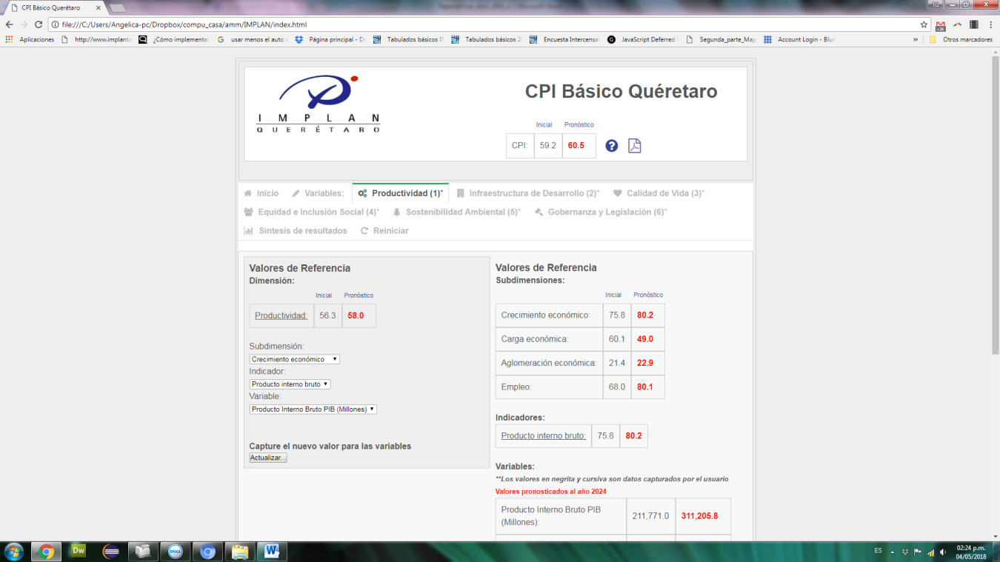 CPI Básico Querétaro
file:///C:/Users/Angelica-pc/Dropbox/compu_casa/amm/IMPLAN/index.html
Aplicaciones http://www.implanta ¿Cómo implementar usar menos el auto Página principal - Tabulados básicos Tabulados básicos Encuesta Intercensal JavaScript Deferred Segunda_parte_Map Account Login - Blue » Otros marcadores
IMPLAN
QUERÉTARO
CPI Básico Quéretaro
Inicial Pronóstico
CPI: 59.2 60.5
Inicio Variables: Productividad (1)* Infraestructura de Desarrollo (2)* Calidad de Vida (3)*
Equidad e Inclusión Social (4)* Sostenibilidad Ambiental (5)* Gobernanza y Legislación (6)*
Síntesis de resultados Reiniciar
Valores de Referencia
Dimensión:
Inicial Pronóstico
Productividad: 56.3 58.0
Subdimensión:
Crecimiento económico
Indicador:
Producto interno bruto
Variable:
Producto Interno Bruto PIB (Millones)
Capture el nuevo valor para las variables
Actualizar...
Valores de Referencia
Subdimensiones:
Inicial Pronóstico
Crecimiento económico: 75.8 80.2
Carga económica: 60.1 49.0
Aglomeración económica: 21.4 22.9
Empleo: 68.0 80.1
Indicadores:
Producto interno bruto: 75.8 80.2
Variables:
**Los valores en negrita y cursiva son datos capturados por el usuario
Valores pronosticados al año 2024
Producto Interno Bruto PIB
(Millones): 211,771.0 311,205.8
Dw DELL W ES 02:24 p.m.
04/05/2018